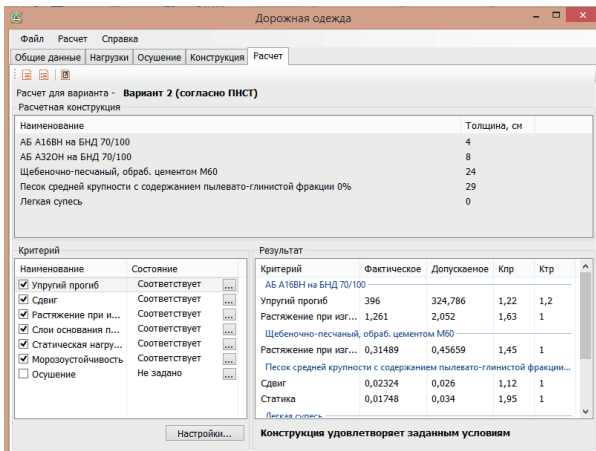 Дорожная одежда
Файл Расчет Справка
Общие данные Нагрузки Осушение Конструкция Расчет
Расчет для варианта - Вариант 2 (согласно ПНСТ)
Расчетная конструкция
Наименование Толщина, см
АБ А16ВН на БНД 70/100 4
АБ А32ОН на БНД 70/100 8
Щебеночно-песчаный, обраб. цементом М60 24
Песок средней крупности с содержанием пылевато-глинистой фракции 0% 29
Легкая супесь 0
Критерий
Наименование Состояние
Упругий прогиб Соответствует ...
Сдвиг Соответствует ...
Растяжение при и... Соответствует ...
Слои основания п... Соответствует ...
Статическая нагру... Соответствует ...
Морозоустойчивость Соответствует ...
Осушение Не задано ...
Настройки...
Результат
Критерий Фактическое Допускаемое Кпр Ктр
АБ А16ВН на БНД 70/100
Упругий прогиб 396 324,786 1,22 1,2
Растяжение при изг... 1,261 2,052 1,63 1
Щебеночно-песчаный, обраб. цементом М60
Растяжение при изг... 0,31489 0,45659 1,45 1
Песок средней крупности с содержанием пылевато-глинистой фракции...
Сдвиг 0,02324 0,026 1,12 1
Статика 0,01748 0,034 1,95 1
Легкая супесь
Конструкция удовлетворяет заданным условиям